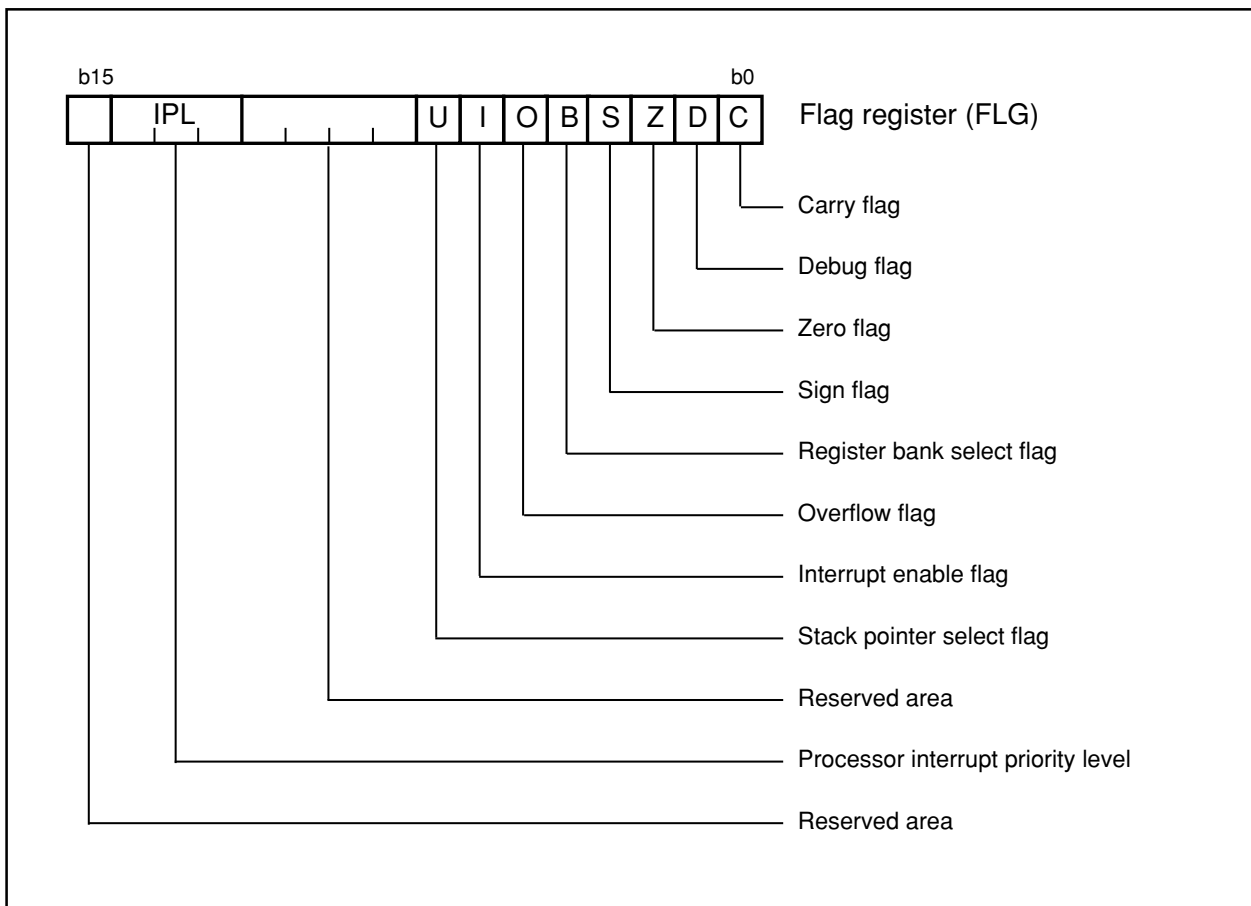 b15 b0
IPL U I O B S Z D C Flag register (FLG)
Carry flag
Debug flag
Zero flag
Sign flag
Register bank select flag
Overflow flag
Interrupt enable flag
Stack pointer select flag
Reserved area
Processor interrupt priority level
Reserved area